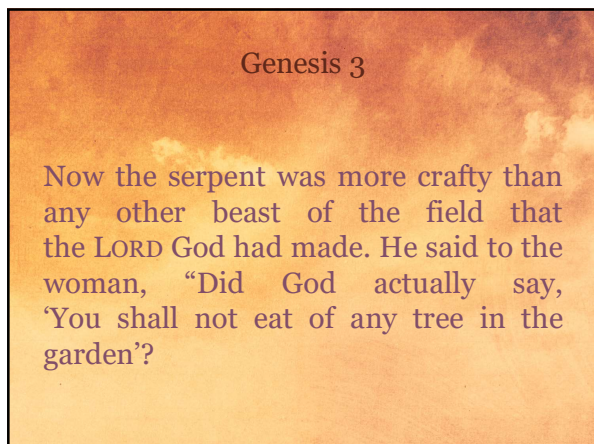 Genesis 3
Now the serpent was more crafty than
any other beast of the field that
the LORD God had made. He said to the
woman, “Did God actually say,
‘You shall not eat of any tree in the
garden’?